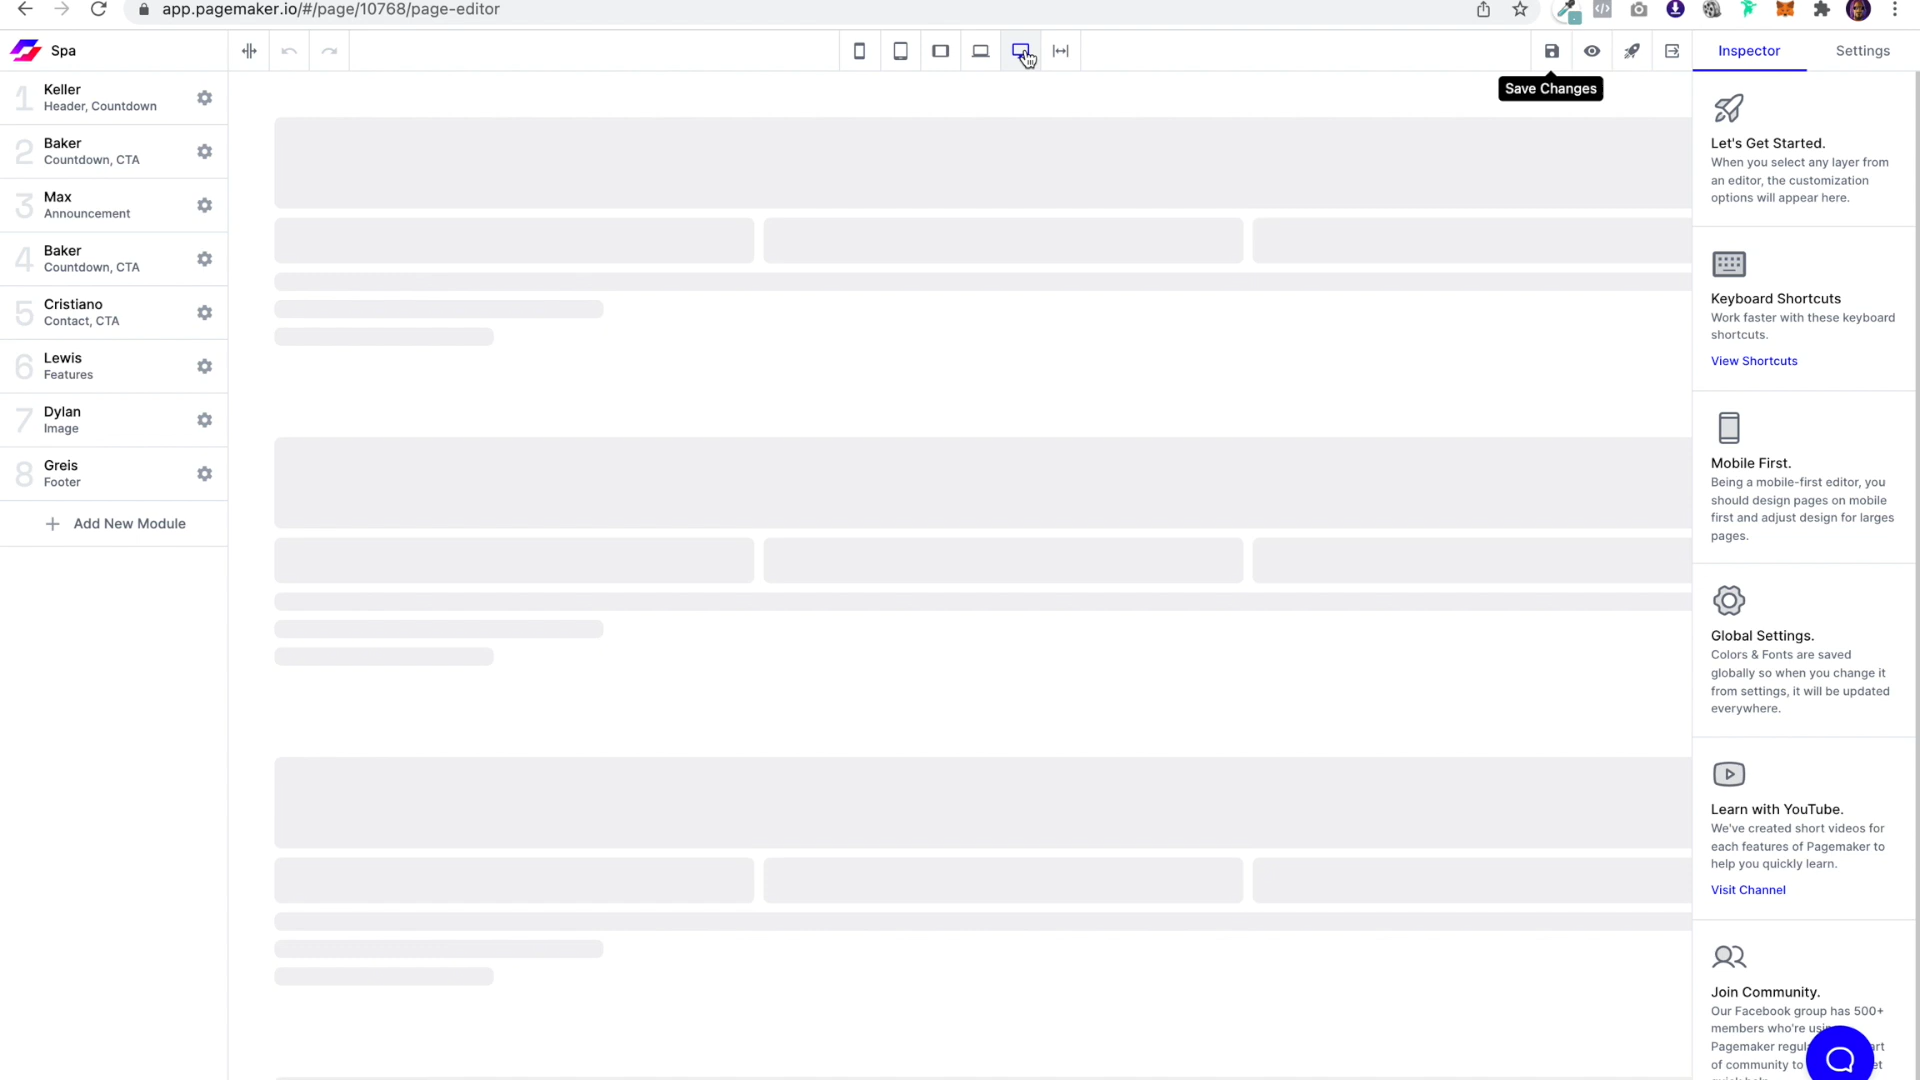 app.pagemaker.io/#/page/10768/page-editor
Spa
Save Changes
Inspector
Settings
1 Keller
Header, Countdown
2 Baker
Countdown, CTA
3 Max
Announcement
4 Baker
Countdown, CTA
5 Cristiano
Contact, CTA
6 Lewis
Features
7 Dylan
Image
8 Greis
Footer
+ Add New Module
Let's Get Started.
When you select any layer from
an editor, the customization
options will appear here.
Keyboard Shortcuts
Work faster with these keyboard
shortcuts.
View Shortcuts
Mobile First.
Being a mobile-first editor, you
should design pages on mobile
first and adjust design for larges
pages.
Global Settings.
Colors & Fonts are saved
globally so when you change it
from settings, it will be updated
everywhere.
Learn with YouTube.
We've created short videos for
each features of Pagemaker to
help you quickly learn.
Visit Channel
Join Community.
Our Facebook group has 500+
members who're
Pagemaker
of community to